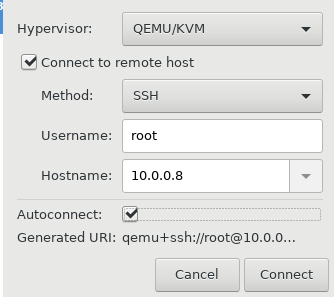 Hypervisor: QEMU/KVM
Connect to remote host
Method: SSH
Username: root
Hostname: 10.0.0.8
Autoconnect:
Generated URI: qemu+ssh://root@10.0.0...
Cancel Connect